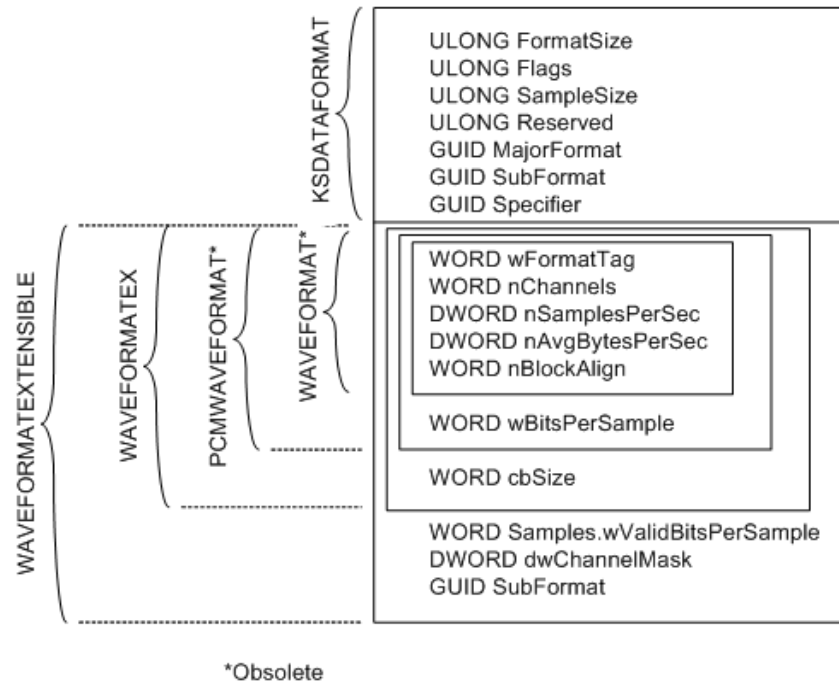 KSDATAFORMAT
ULONG FormatSize
ULONG Flags
ULONG SampleSize
ULONG Reserved
GUID MajorFormat
GUID SubFormat
GUID Specifier
WAVEFORMATEXTENSIBLE
WAVEFORMATEX
PCMWAVEFORMAT*
WAVEFORMAT*
WORD wFormatTag
WORD nChannels
DWORD nSamplesPerSec
DWORD nAvgBytesPerSec
WORD nBlockAlign
WORD wBitsPerSample
WORD cbSize
WORD Samples.wValidBitsPerSample
DWORD dwChannelMask
GUID SubFormat
*Obsolete